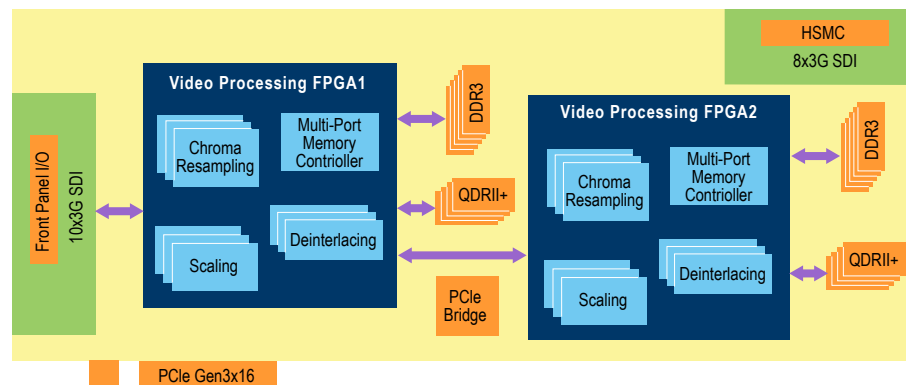 HSMC
8x3G SDI
Video Processing FPGA1
Chroma
Resampling
Multi-Port
Memory
Controller
Scaling
Deinterlacing
DDR3
QDRII+
Front Panel I/O
10x3G SDI
Video Processing FPGA2
Chroma
Resampling
Multi-Port
Memory
Controller
Scaling
Deinterlacing
DDR3
QDRII+
PCIe
Bridge
PCIe Gen3x16